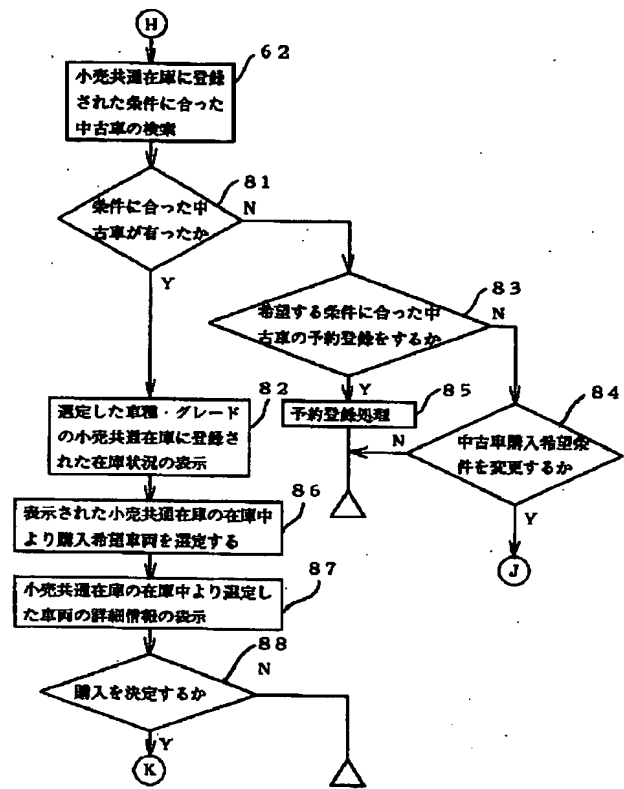 H
62
小売共通在庫に登録
された条件に合った
中古車の検索
81
条件に合った中
古車が有ったか
N
Y
83
希望する条件に合った中
古車の予約登録をするか
N
Y
82
選定した車種・グレード
の小売共通在庫に登録さ
れた在庫状況の表示
85
予約登録処理
84
中古車購入希望条
件を変更するか
N
Y
J
86
表示された小売共通在庫の在庫中
より購入希望車両を選定する
87
小売共通在庫の在庫中より選定し
た車両の詳細情報の表示
88
購入を決定するか
N
Y
K